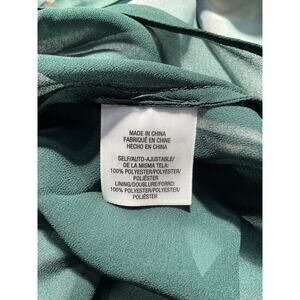 MADE IN CHINA
FABRIQUÉ EN CHINE
HECHO EN CHINA
SELF/AUTO-AJUSTABLE/
DE LA MISMA TELA:
100% POLYESTER/POLYESTER/
POLIÉSTER
LINING/DOUBLURE/FORRO:
100% POLYESTER/POLYESTER/
POLIÉSTER